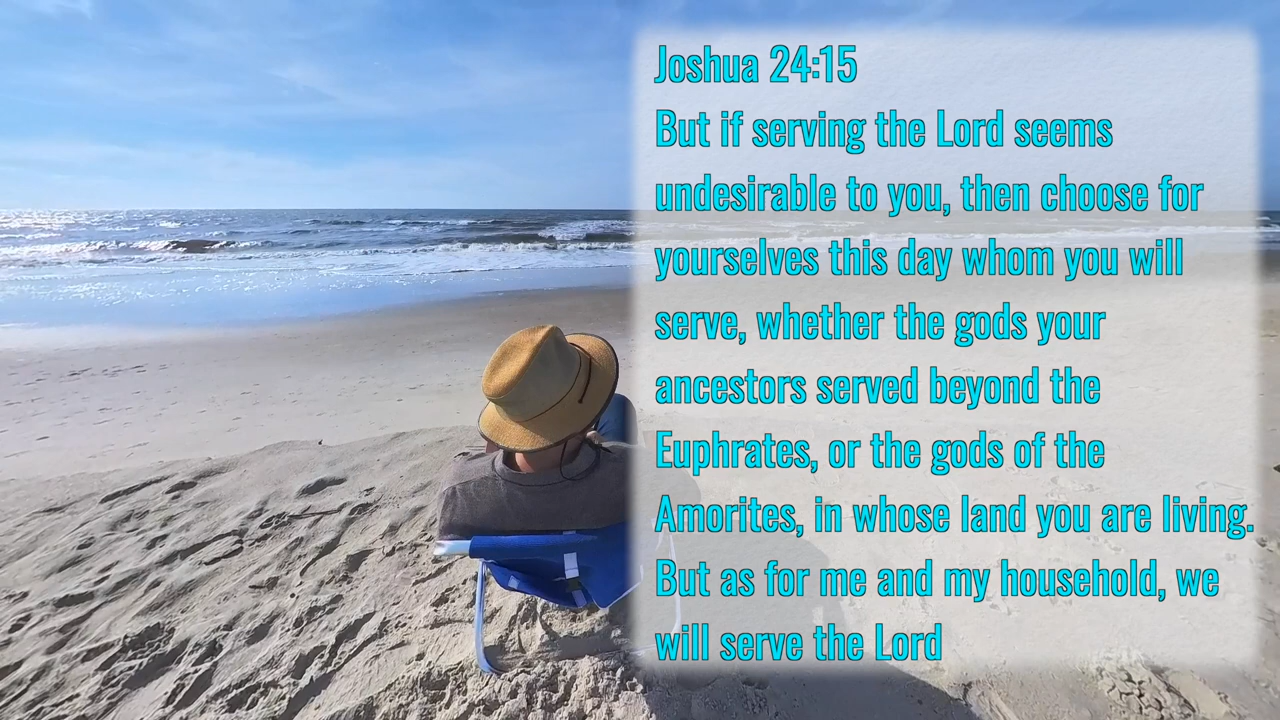 Joshua 24:15
But if serving the Lord seems
undesirable to you, then choose for
yourselves this day whom you will
serve, whether the gods your
ancestors served beyond the
Euphrates, or the gods of the
Amorites, in whose land you are living.
But as for me and my household, we
will serve the Lord